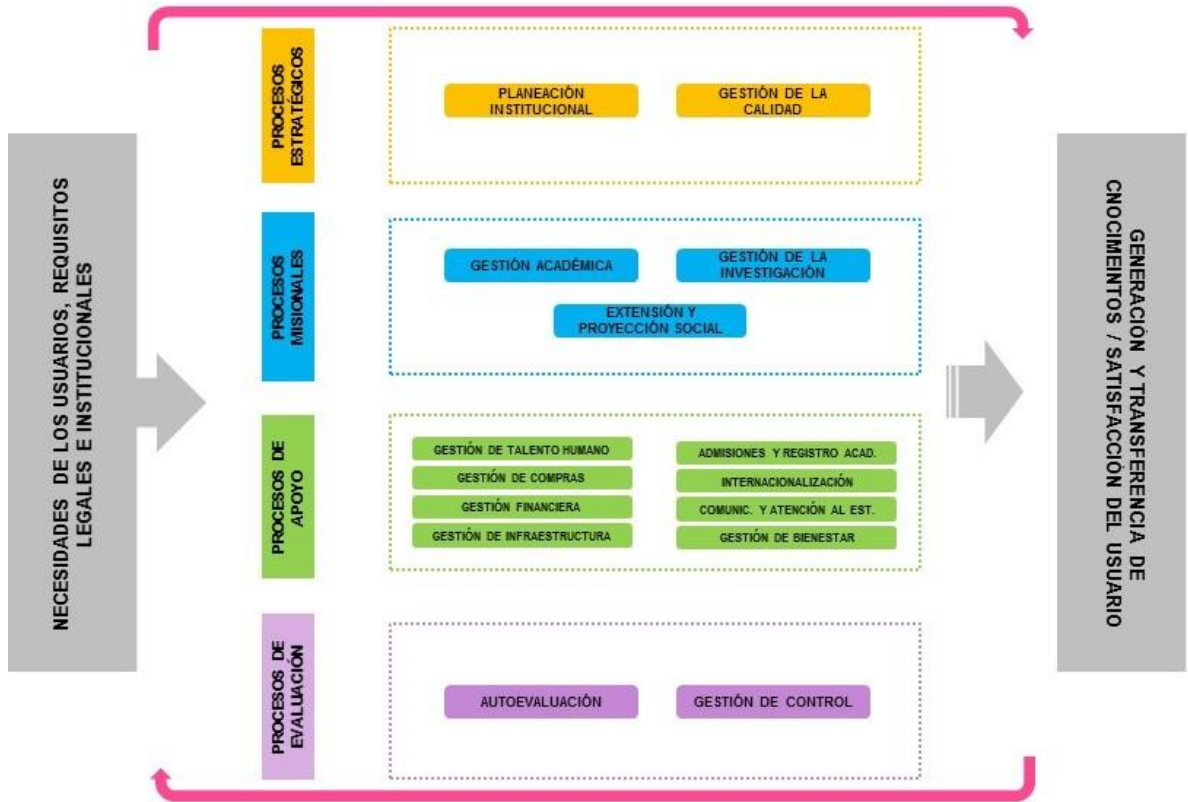 NECESIDADES DE LOS USUARIOS, REQUISITOS
LEGALES E INSTITUCIONALES
PROCESOS
ESTRATÉGICOS
PLANEACIÓN
INSTITUCIONAL
GESTIÓN DE LA
CALIDAD
PROCESOS
MISIONALES
GESTIÓN ACADÉMICA
GESTIÓN DE LA
INVESTIGACIÓN
EXTENSIÓN Y
PROYECCIÓN SOCIAL
PROCESOS DE
APOYO
GESTIÓN DE TALENTO HUMANO
GESTIÓN DE COMPRAS
GESTIÓN FINANCIERA
GESTIÓN DE INFRAESTRUCTURA
ADMISIONES Y REGISTRO ACAD.
INTERNACIONALIZACIÓN
COMUNIC. Y ATENCIÓN AL EST.
GESTIÓN DE BIENESTAR
PROCESOS DE
EVALUACIÓN
AUTOEVALUACIÓN
GESTIÓN DE CONTROL
GENERACIÓN Y TRANSFERENCIA DE
CNOCIMEINTOS / SATISFACCIÓN DEL USUARIO